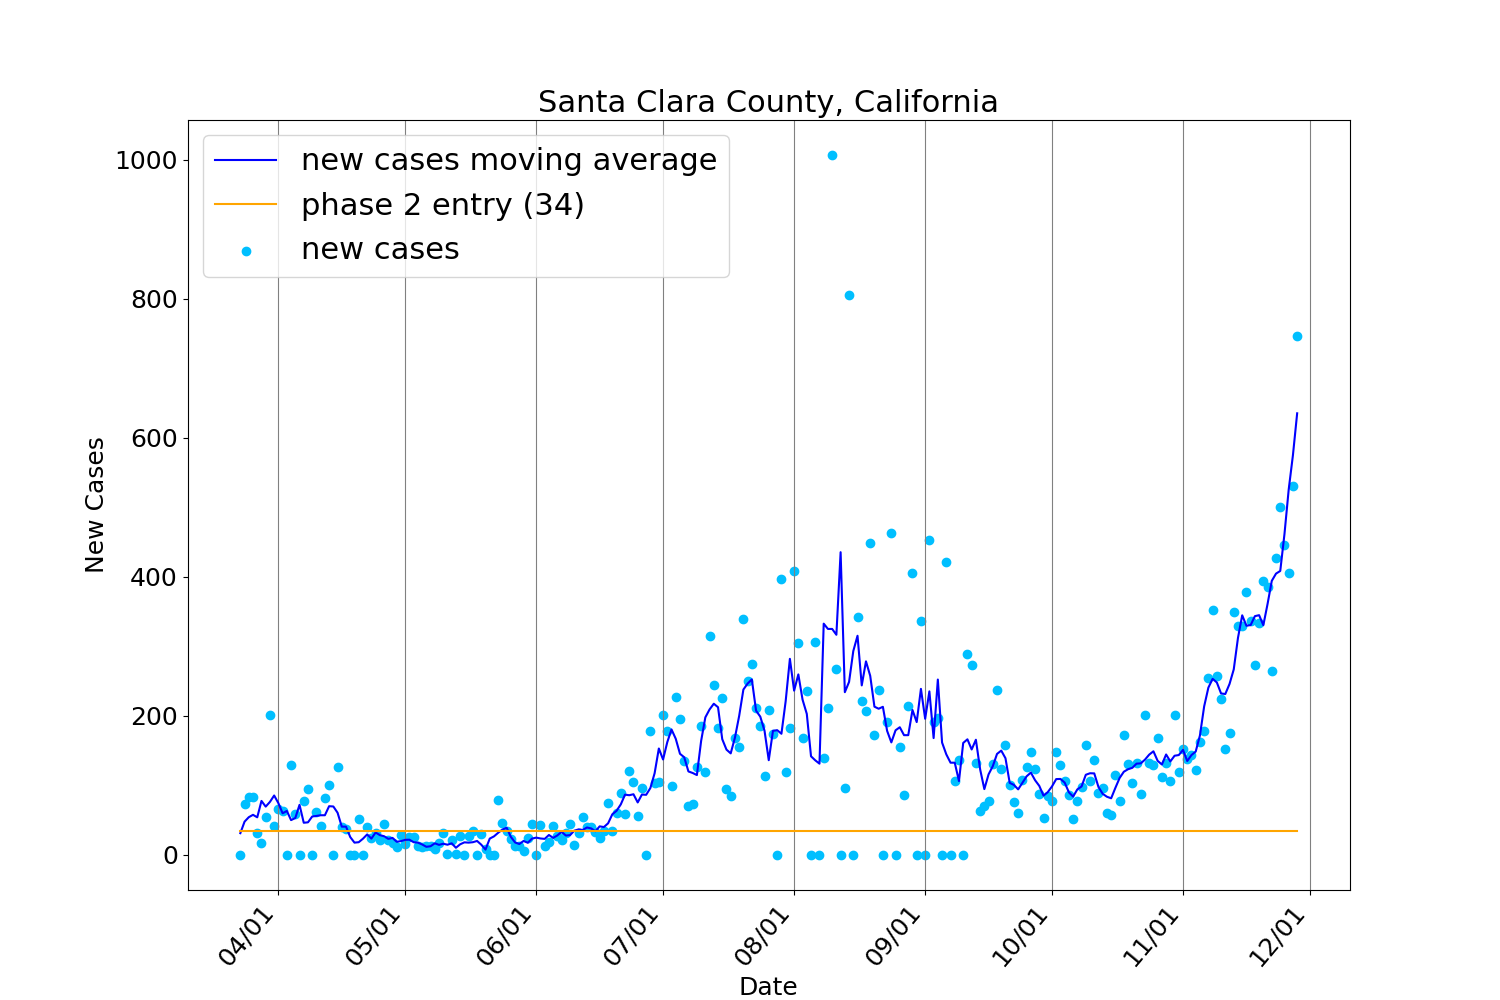 Santa Clara County, California
new cases moving average
phase 2 entry (34)
new cases
1000
800
600
400
200
0
New Cases
04/01
05/01
06/01
07/01
08/01
09/01
10/01
11/01
12/01
Date